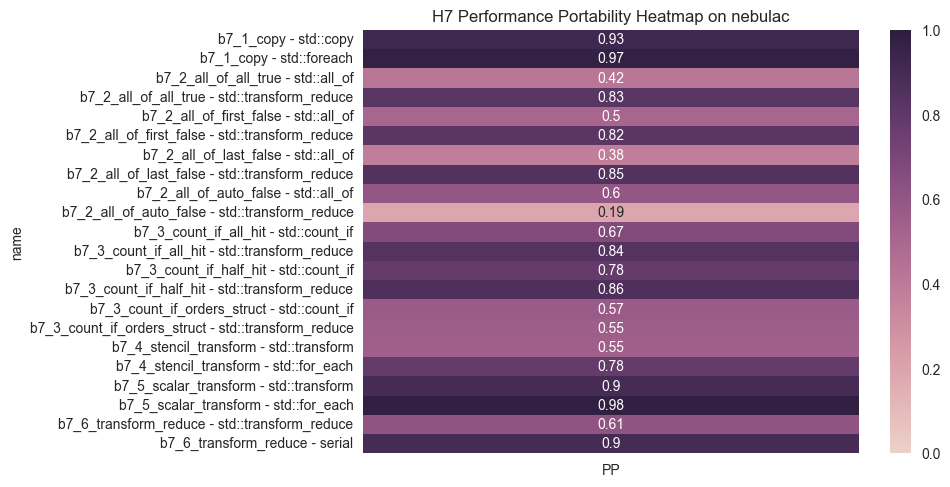 H7 Performance Portability Heatmap on nebulac
b7_1_copy - std::copy 0.93
b7_1_copy - std::foreach 0.97
b7_2_all_of_all_true - std::all_of 0.42
b7_2_all_of_all_true - std::transform_reduce 0.83
b7_2_all_of_first_false - std::all_of 0.5
b7_2_all_of_first_false - std::transform_reduce 0.82
b7_2_all_of_last_false - std::all_of 0.38
b7_2_all_of_last_false - std::transform_reduce 0.85
b7_2_all_of_auto_false - std::all_of 0.6
b7_2_all_of_auto_false - std::transform_reduce 0.19
b7_3_count_if_all_hit - std::count_if 0.67
b7_3_count_if_all_hit - std::transform_reduce 0.84
b7_3_count_if_half_hit - std::count_if 0.78
b7_3_count_if_half_hit - std::transform_reduce 0.86
b7_3_count_if_orders_struct - std::count_if 0.57
b7_3_count_if_orders_struct - std::transform_reduce 0.55
b7_4_stencil_transform - std::transform 0.55
b7_4_stencil_transform - std::for_each 0.78
b7_5_scalar_transform - std::transform 0.9
b7_5_scalar_transform - std::for_each 0.98
b7_6_transform_reduce - std::transform_reduce 0.61
b7_6_transform_reduce - serial 0.9
name
PP
1.0
0.8
0.6
0.4
0.2
0.0